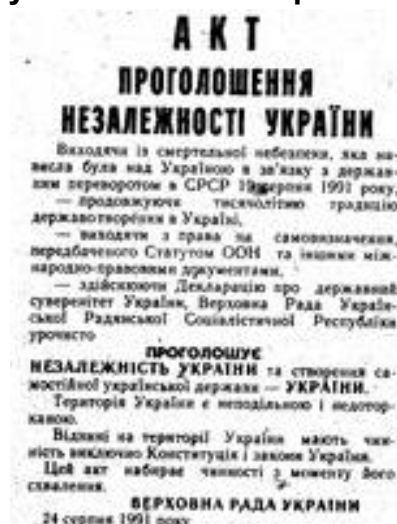 АКТ
ПРОГОЛОШЕННЯ
НЕЗАЛЕЖНОСТІ УКРАЇНИ
Виходячи із смертельної небезпеки, яка на-
висла була над Україною в зв'язку з держав-
ним переворотом в СРСР 19 серпня 1991 року,
— продовжуючи тисячолітню традицію
державотворення в Україні,
— виходячи з права на самовизначення,
передбаченого Статутом ООН та іншими між-
народно-правовими документами,
— здійснюючи Декларацію про державний
суверенітет України, Верховна Рада Україн-
ської Радянської Соціалістичної Республіки
урочисто
ПРОГОЛОШУЄ
НЕЗАЛЕЖНІСТЬ УКРАЇНИ та створення са-
мостійної української держави — УКРАЇНИ.
Територія України є неподільною і недотор-
каною.
Віднині на території України мають чин-
ність виключно Конституція і закони України.
Цей акт набирає чинності з моменту його
схвалення.
ВЕРХОВНА РАДА УКРАЇНИ
24 серпня 1991 року